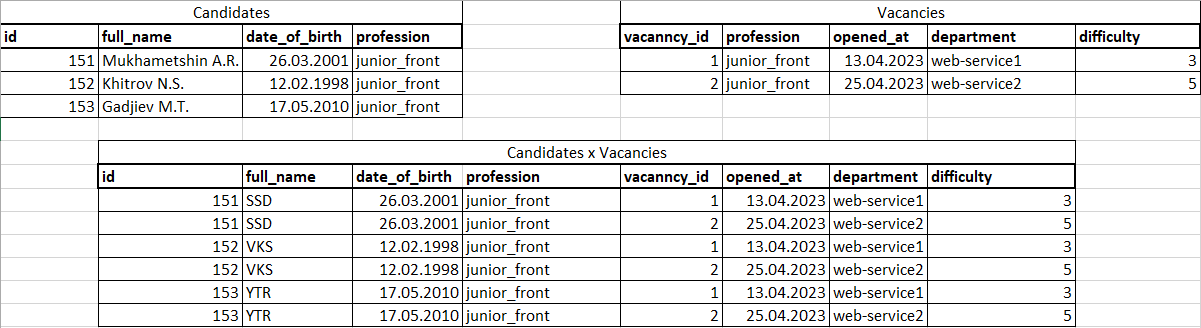 Candidates Vacancies
id full_name date_of_birth profession vacanncy_id profession opened_at department difficulty
151 Mukhametshin A.R. 26.03.2001 junior_front 1 junior_front 13.04.2023 web-service1 3
152 Khitrov N.S. 12.02.1998 junior_front 2 junior_front 25.04.2023 web-service2 5
153 Gadjiev M.T. 17.05.2010 junior_front
Candidates x Vacancies
id full_name date_of_birth profession vacanncy_id opened_at department difficulty
151 SSD 26.03.2001 junior_front 1 13.04.2023 web-service1 3
151 SSD 26.03.2001 junior_front 2 25.04.2023 web-service2 5
152 VKS 12.02.1998 junior_front 1 13.04.2023 web-service1 3
152 VKS 12.02.1998 junior_front 2 25.04.2023 web-service2 5
153 YTR 17.05.2010 junior_front 1 13.04.2023 web-service1 3
153 YTR 17.05.2010 junior_front 2 25.04.2023 web-service2 5